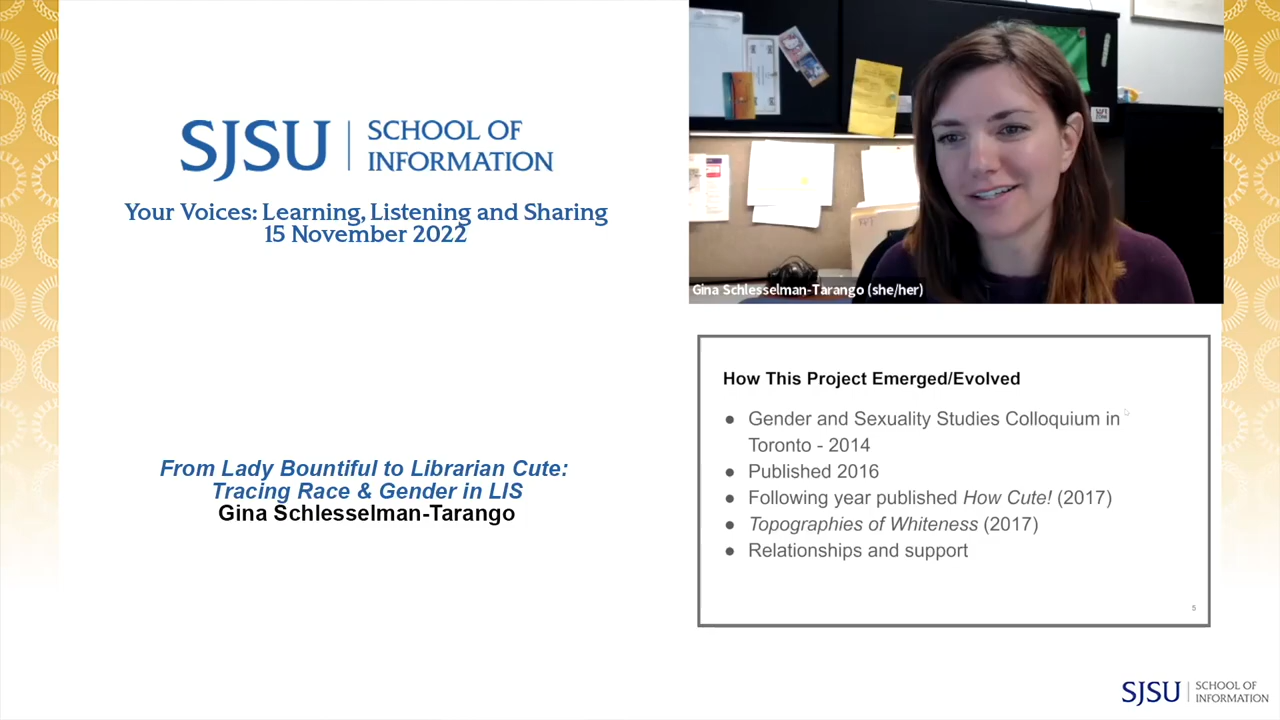 SJSU | SCHOOL OF
INFORMATION
Your Voices: Learning, Listening and Sharing
15 November 2022
From Lady Bountiful to Librarian Cute:
Tracing Race & Gender in LIS
Gina Schlesselman-Tarango
Gina Schlesselman-Tarango (she/her)
How This Project Emerged/Evolved
● Gender and Sexuality Studies Colloquium in
Toronto - 2014
● Published 2016
● Following year published How Cute! (2017)
● Topographies of Whiteness (2017)
● Relationships and support
5
SJSU | SCHOOL OF
INFORMATION